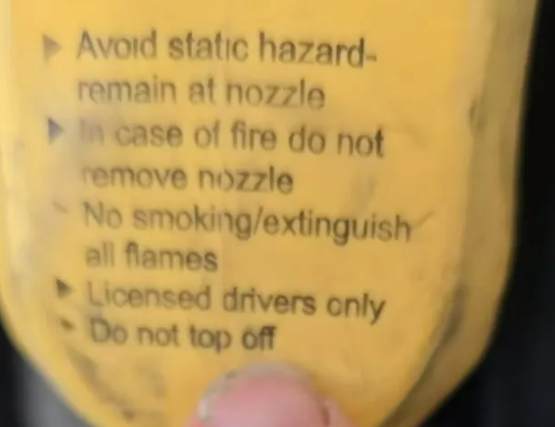 ▸ Avoid static hazard-
remain at nozzle
▸ In case of fire do not
remove nozzle
▸ No smoking/extinguish
all flames
▸ Licensed drivers only
▸ Do not top off